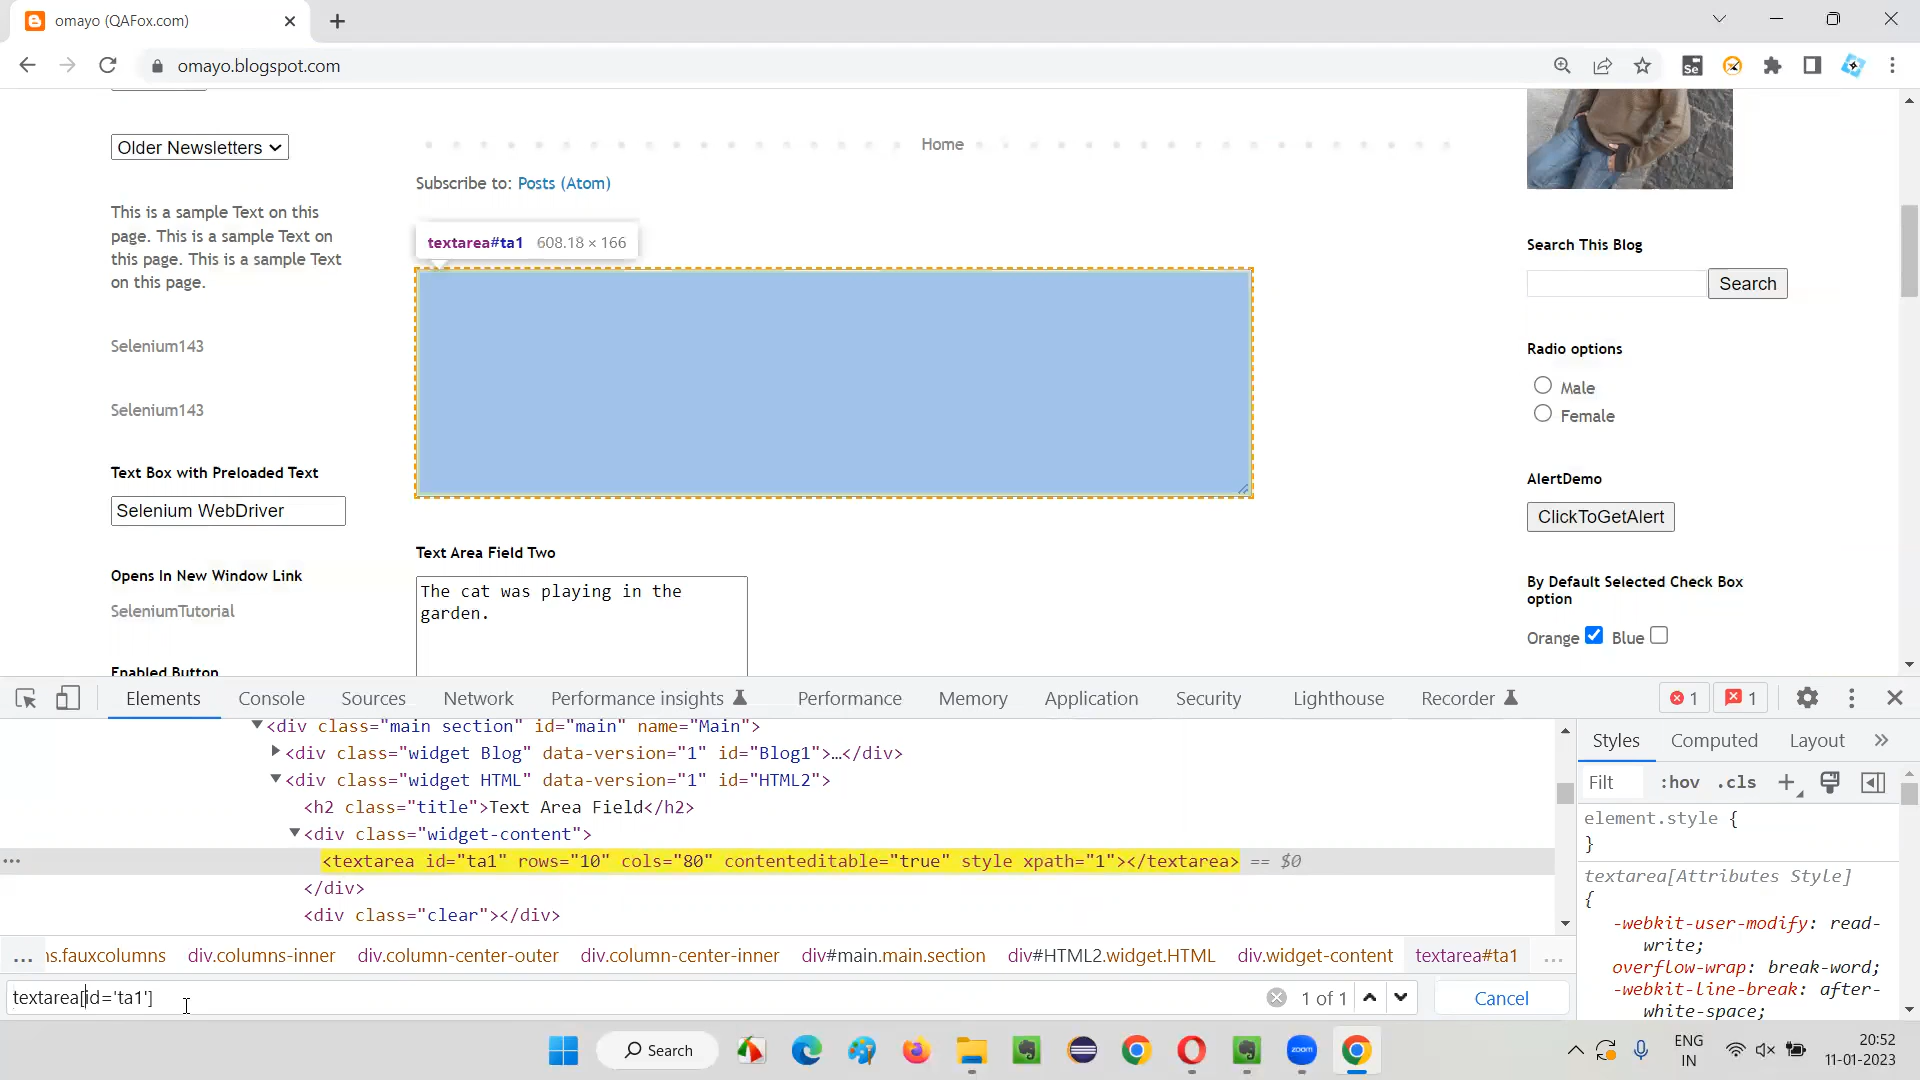 omayo (QAFox.com)
omayo.blogspot.com
Older Newsletters
This is a sample Text on this
page. This is a sample Text on
this page. This is a sample Text
on this page.
Selenium143
Selenium143
Text Box with Preloaded Text
Selenium WebDriver
Opens In New Window Link
SeleniumTutorial
Enabled Button
Home
Subscribe to: Posts (Atom)
textarea#ta1 608.18 × 166
Text Area Field Two
The cat was playing in the
garden.
Search This Blog
Search
Radio options
Male
Female
AlertDemo
ClickToGetAlert
By Default Selected Check Box
option
Orange Blue
Elements Console Sources Network Performance insights Performance Memory Application Security Lighthouse Recorder 1 1
<div class="main section" id="main" name="Main">
<div class="widget Blog" data-version="1" id="Blog1">…</div>
<div class="widget HTML" data-version="1" id="HTML2">
<h2 class="title">Text Area Field</h2>
<div class="widget-content">
<textarea id="ta1" rows="10" cols="80" contenteditable="true" style xpath="1"></textarea> == $0
</div>
<div class="clear"></div>
... ns.fauxcolumns div.columns-inner div.column-center-outer div.column-center-inner div#main.main.section div#HTML2.widget.HTML div.widget-content textarea#ta1 ...
textarea[id='ta1'] 1 of 1 Cancel
Styles Computed Layout
Filt :hov .cls
element.style {
}
textarea[Attributes Style]
{
-webkit-user-modify: read-
write;
overflow-wrap: break-word;
-webkit-line-break: after-
white-space;
Search
Se
zoom
ENG
IN
20:52
11-01-2023